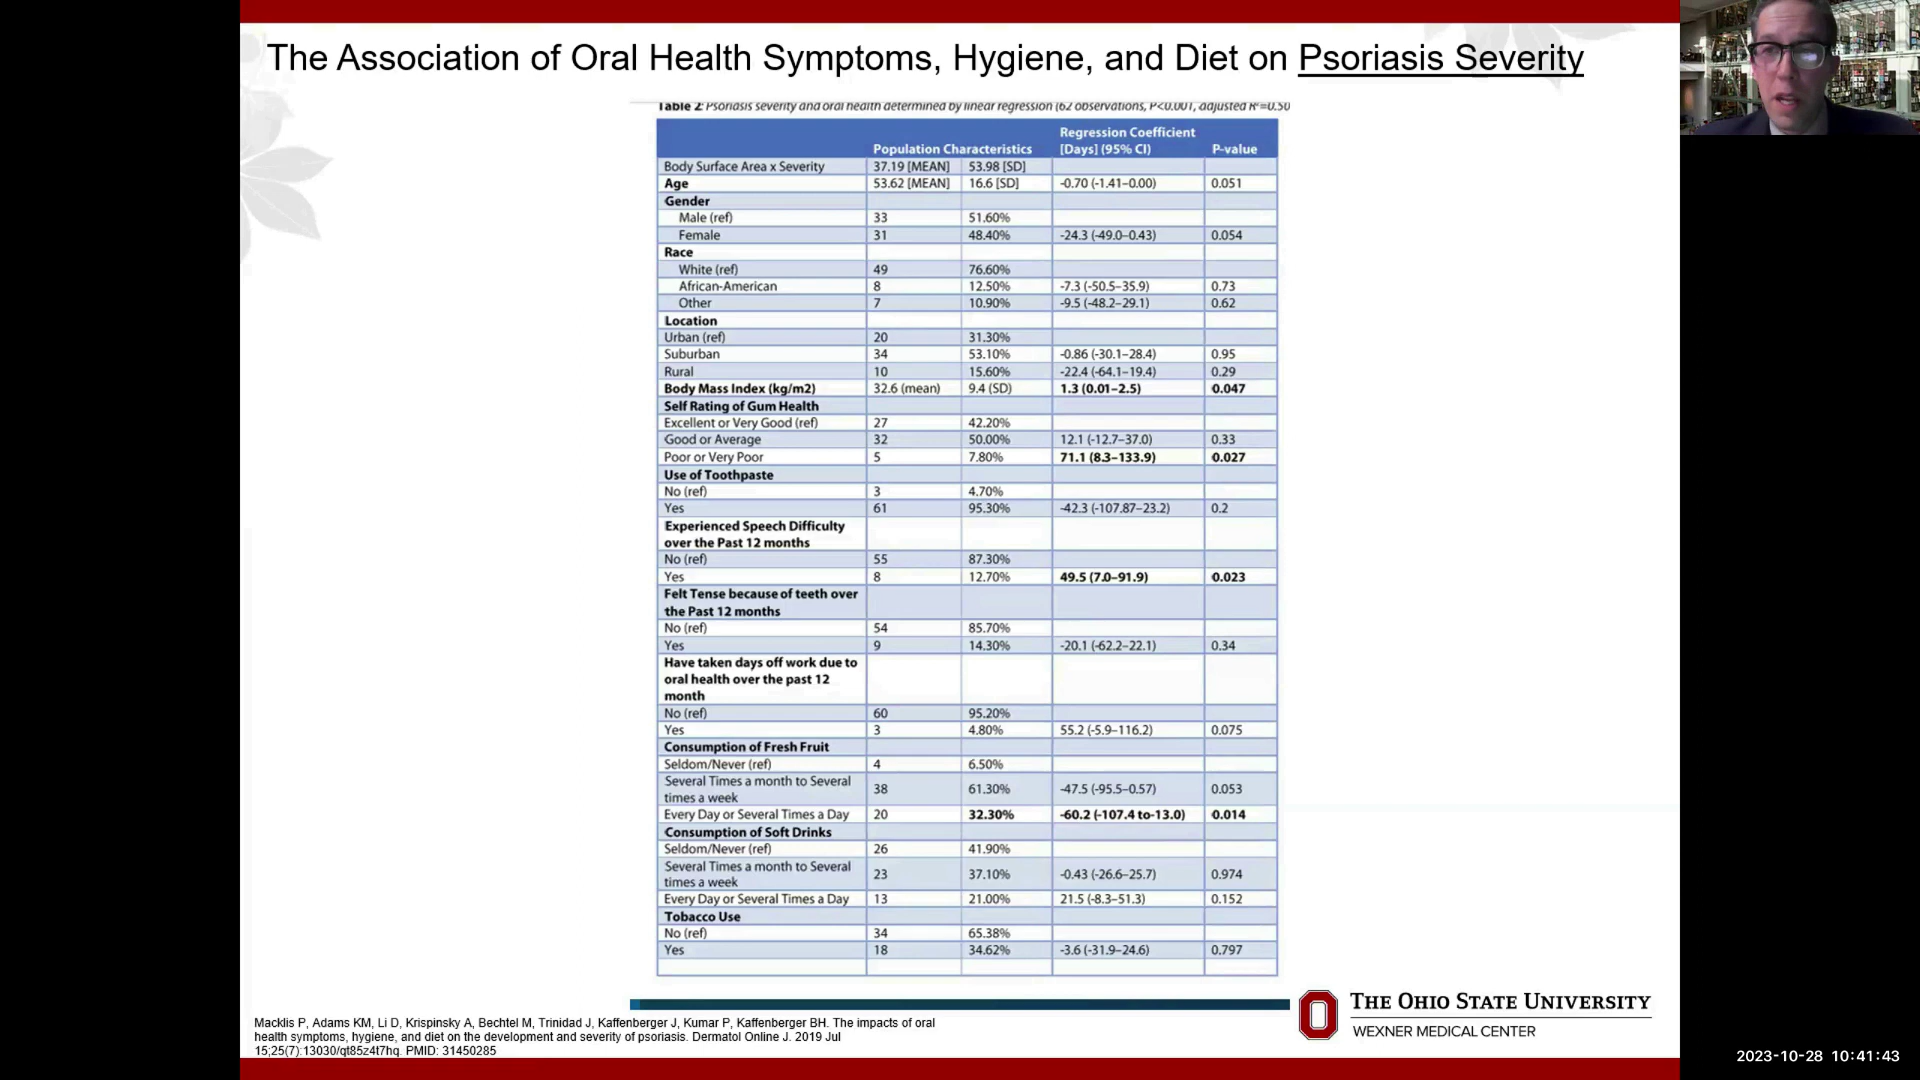 The Association of Oral Health Symptoms, Hygiene, and Diet on Psoriasis Severity
Table 2: Psoriasis severity and oral health determined by linear regression (62 observations, P<0.001, adjusted R²=0.50
Regression Coefficient
Population Characteristics [Days] (95% CI) P-value
Body Surface Area x Severity 37.19 [MEAN] 53.98 [SD]
Age 53.62 [MEAN] 16.6 [SD] -0.70 (-1.41–0.00) 0.051
Gender
Male (ref) 33 51.60%
Female 31 48.40% -24.3 (-49.0–0.43) 0.054
Race
White (ref) 49 76.60%
African-American 8 12.50% -7.3 (-50.5–35.9) 0.73
Other 7 10.90% -9.5 (-48.2–29.1) 0.62
Location
Urban (ref) 20 31.30%
Suburban 34 53.10% -0.86 (-30.1–28.4) 0.95
Rural 10 15.60% -22.4 (-64.1–19.4) 0.29
Body Mass Index (kg/m2) 32.6 (mean) 9.4 (SD) 1.3 (0.01–2.5) 0.047
Self Rating of Gum Health
Excellent or Very Good (ref) 27 42.20%
Good or Average 32 50.00% 12.1 (-12.7–37.0) 0.33
Poor or Very Poor 5 7.80% 71.1 (8.3–133.9) 0.027
Use of Toothpaste
No (ref) 3 4.70%
Yes 61 95.30% -42.3 (-107.87–23.2) 0.2
Experienced Speech Difficulty
over the Past 12 months
No (ref) 55 87.30%
Yes 8 12.70% 49.5 (7.0–91.9) 0.023
Felt Tense because of teeth over
the Past 12 months
No (ref) 54 85.70%
Yes 9 14.30% -20.1 (-62.2–22.1) 0.34
Have taken days off work due to
oral health over the past 12
month
No (ref) 60 95.20%
Yes 3 4.80% 55.2 (-5.9–116.2) 0.075
Consumption of Fresh Fruit
Seldom/Never (ref) 4 6.50%
Several Times a month to Several
times a week 38 61.30% -47.5 (-95.5–0.57) 0.053
Every Day or Several Times a Day 20 32.30% -60.2 (-107.4 to-13.0) 0.014
Consumption of Soft Drinks
Seldom/Never (ref) 26 41.90%
Several Times a month to Several
times a week 23 37.10% -0.43 (-26.6–25.7) 0.974
Every Day or Several Times a Day 13 21.00% 21.5 (-8.3–51.3) 0.152
Tobacco Use
No (ref) 34 65.38%
Yes 18 34.62% -3.6 (-31.9–24.6) 0.797
Macklis P, Adams KM, Li D, Krispinsky A, Bechtel M, Trinidad J, Kaffenberger J, Kumar P, Kaffenberger BH. The impacts of oral
health symptoms, hygiene, and diet on the development and severity of psoriasis. Dermatol Online J. 2019 Jul
15;25(7):13030/qt85z4t7hq. PMID: 31450285
THE OHIO STATE UNIVERSITY
WEXNER MEDICAL CENTER
2023-10-28 10:41:43